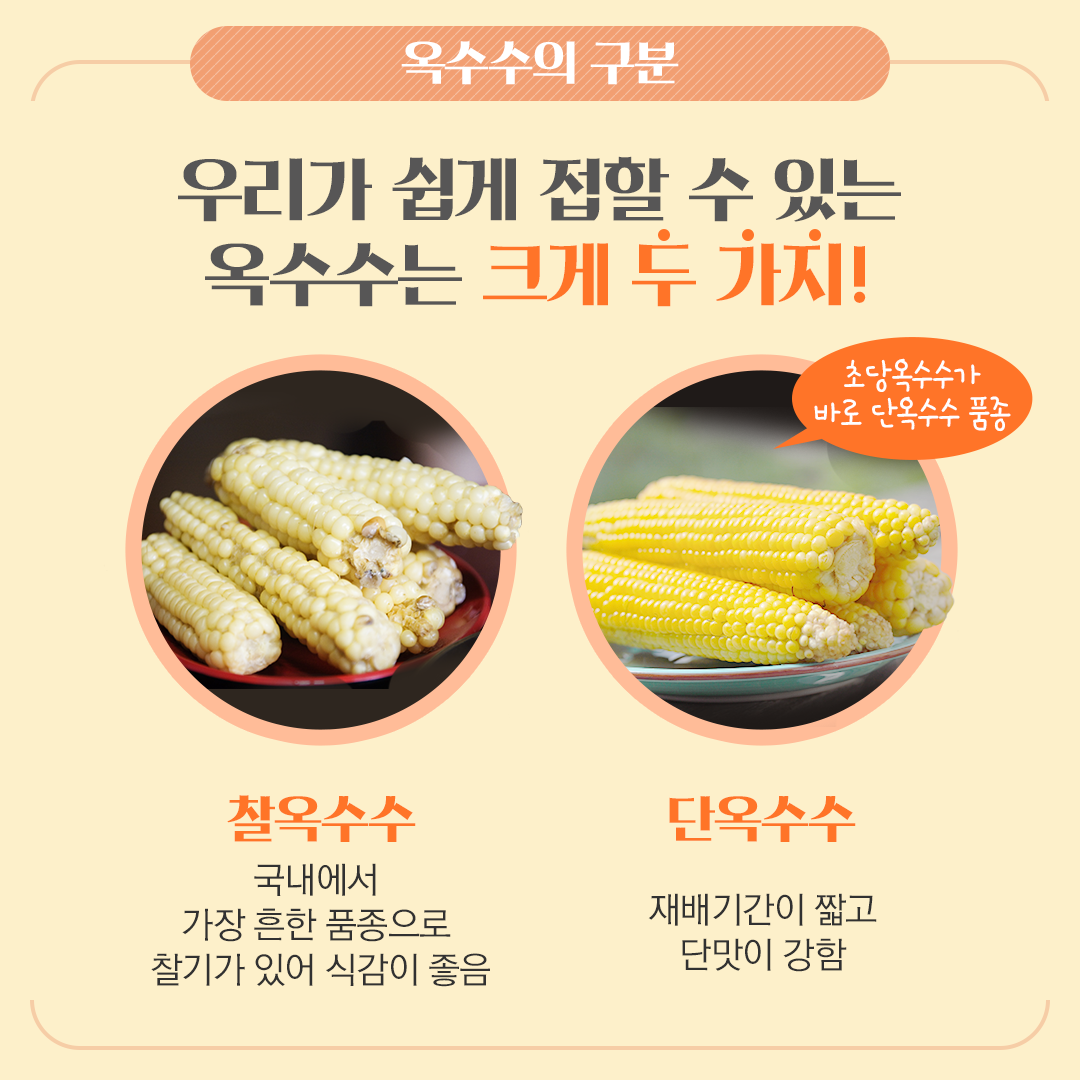 옥수수의 구분
우리가 쉽게 접할 수 있는
옥수수는 크게 두 가지!
초당옥수수가
바로 단옥수수 품종
찰옥수수
국내에서
가장 흔한 품종으로
찰기가 있어 식감이 좋음
단옥수수
재배기간이 짧고
단맛이 강함